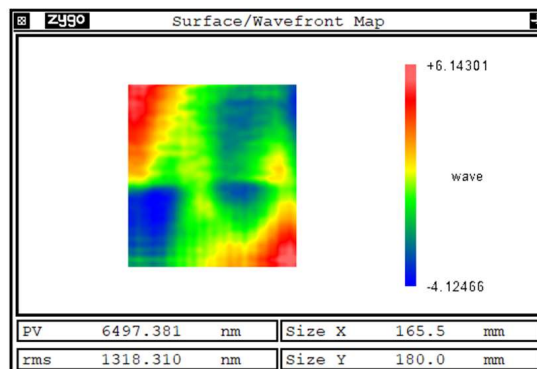 zygo Surface/Wavefront Map
+6.14301
wave
-4.12466
PV 6497.381 nm Size X 165.5 mm
rms 1318.310 nm Size Y 180.0 mm